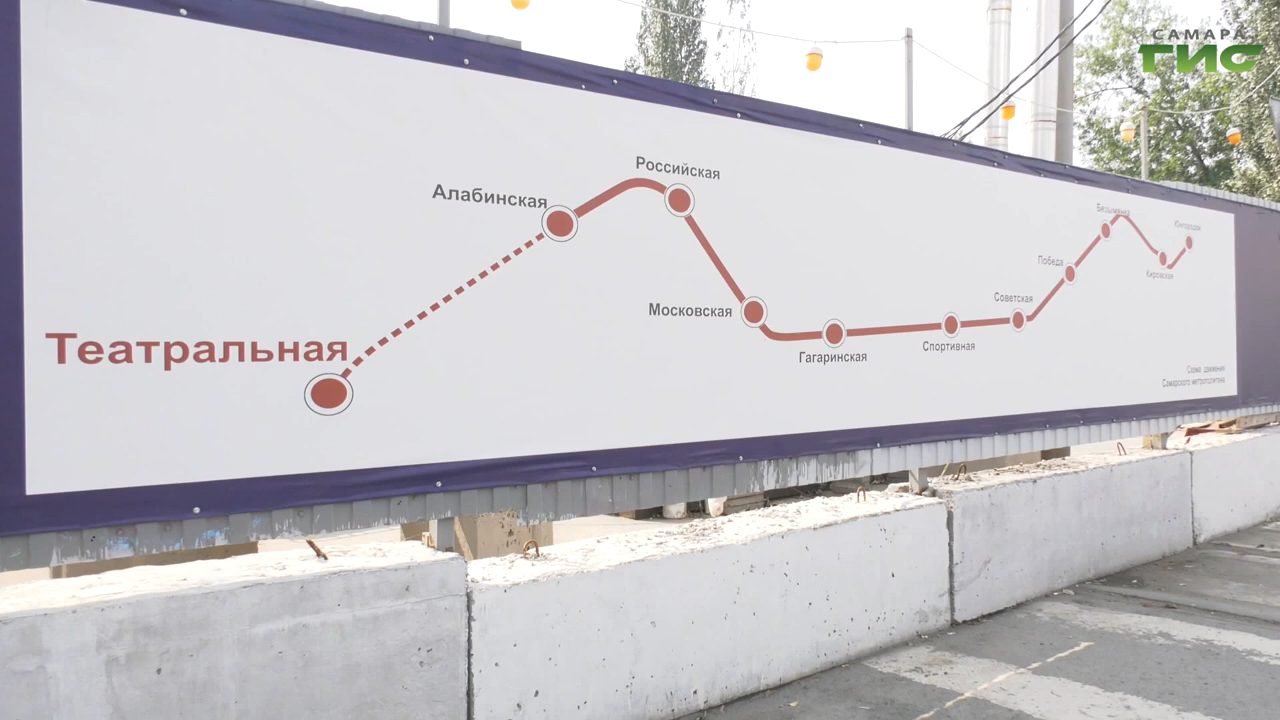 САМАРА
ГИС
Российская
Алабинская
Безымянка
Юнгородок
Победа
Кировская
Советская
Московская
Театральная
Гагаринская
Спортивная
Схема движения
Самарского метрополитена